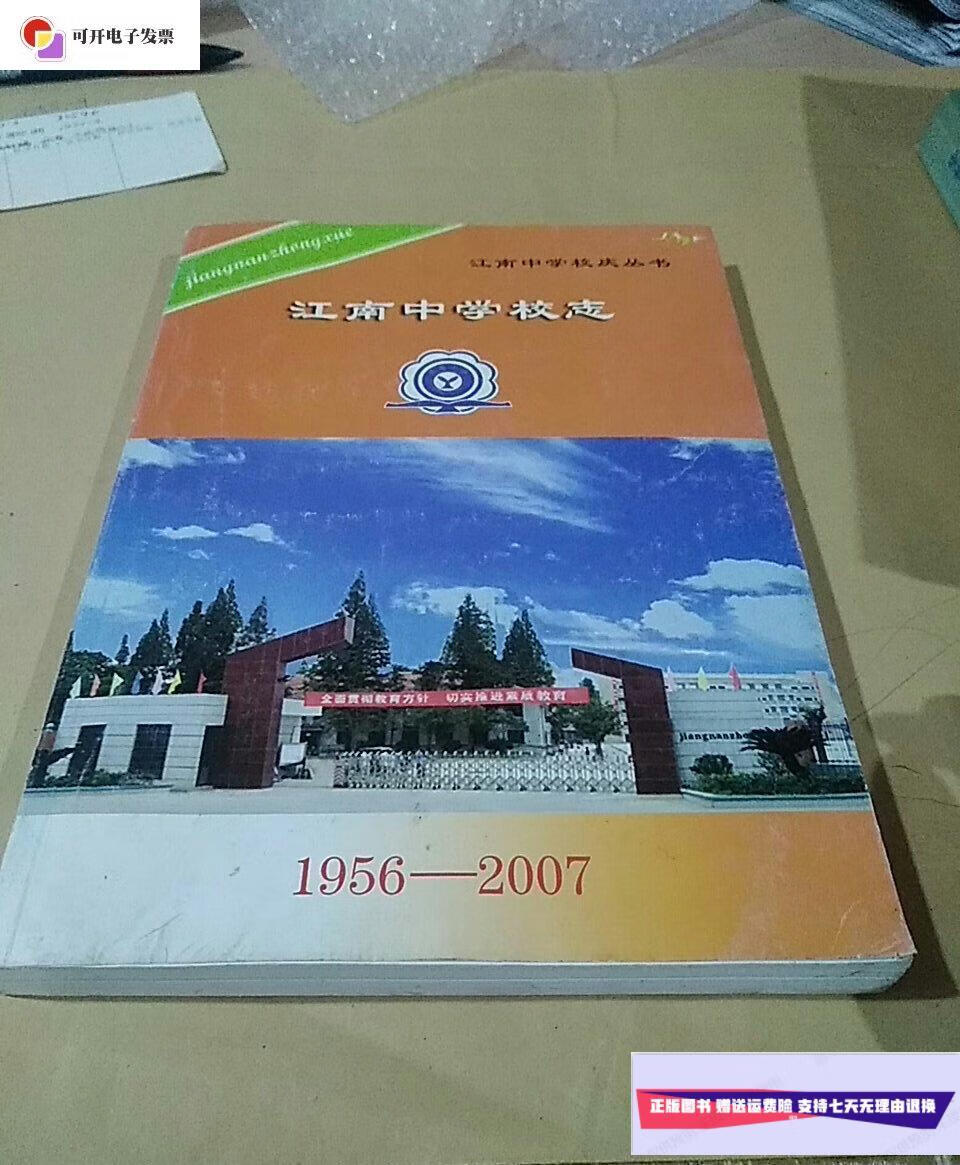 可开电子发票
jiangnanzhongxue
江南中学校庆丛书
江南中学校志
全面贯彻教育方针 切实推进素质教育
jiangnanzho
1956—2007
正版图书 赠送运费险 支持七天无理由退换